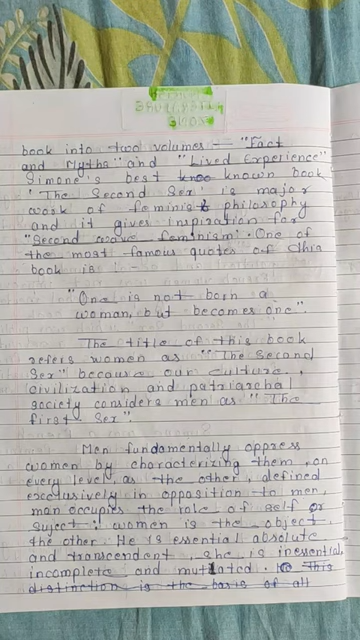 book into two volumes — "Fact
and Myths" and "Lived Experience"
Simone's best known book
'The Second Sex' is major
work of feminist philosophy
and it gives inspiration for
"Second wave feminism". One of
the most famous quotes of this
book is :-
"One is not born a
woman, but becomes one".
The title of this book
refers women as "The Second
Sex" because our culture,
civilization and patriarchal
society considers men as "The
first Sex".
Men fundamentally oppress
women by characterizing them, on
every level, as the other, defined
exclusively in opposition to men,
man occupies the role of self or
suject : women is the object,
the other. He is essential absolute
and transcendent, she is inessential,
incomplete and mutlated.
This
distinction is the basis of all